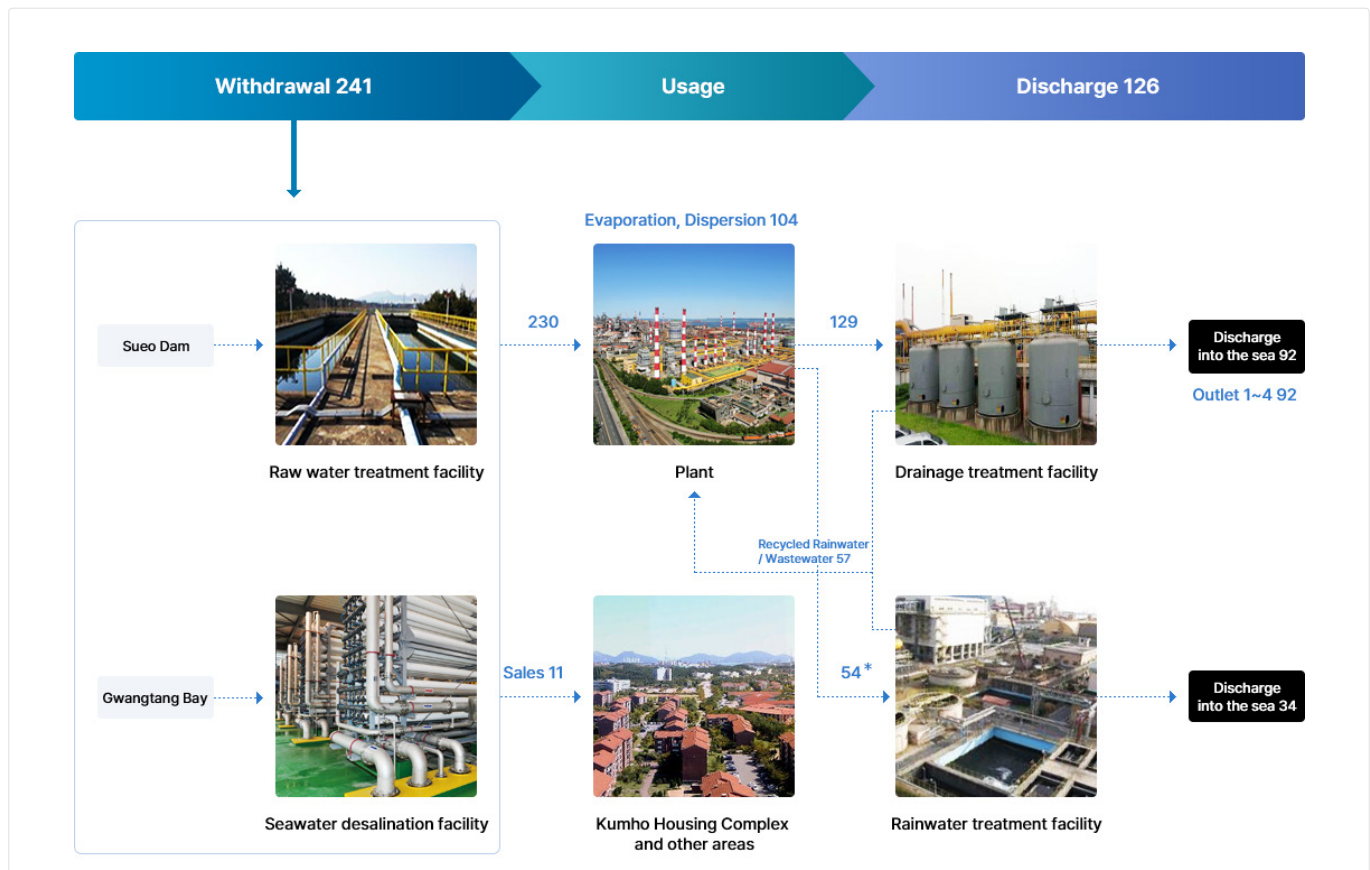 Withdrawal 241
Usage
Discharge 126
Evaporation, Dispersion 104
Sueo Dam
230
129
Discharge
into the sea 92
Outlet 1~4 92
Raw water treatment facility
Plant
Drainage treatment facility
Recycled Rainwater
/ Wastewater 57
Gwangtang Bay
Sales 11
54*
Discharge
into the sea 34
Seawater desalination facility
Kumho Housing Complex
and other areas
Rainwater treatment facility